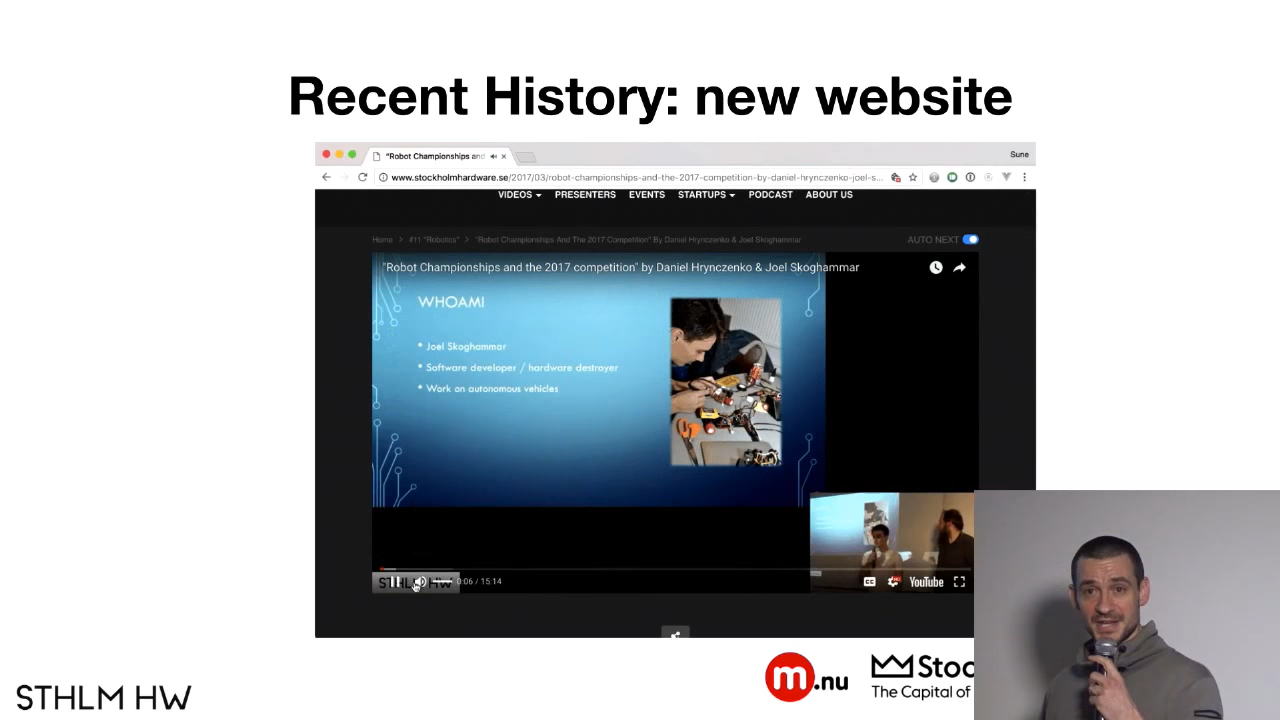 Recent History: new website
"Robot Championships and
Sune
www.stockholmhardware.se/2017/03/robot-championships-and-the-2017-competition-by-daniel-hrynczenko-joel-s...
VIDEOS
PRESENTERS
EVENTS
STARTUPS
PODCAST
ABOUT US
Home > #11 "Robotics" > "Robot Championships And The 2017 Competition" By Daniel Hrynczenko & Joel Skoghammar
AUTO NEXT
"Robot Championships and the 2017 competition" by Daniel Hrynczenko & Joel Skoghammar
WHOAMI
* Joel Skoghammar
* Software developer / hardware destroyer
* Work on autonomous vehicles
STHLM HW
0:06 / 15:14
CC
YouTube
STHLM HW
m.nu
Stoc
The Capital of